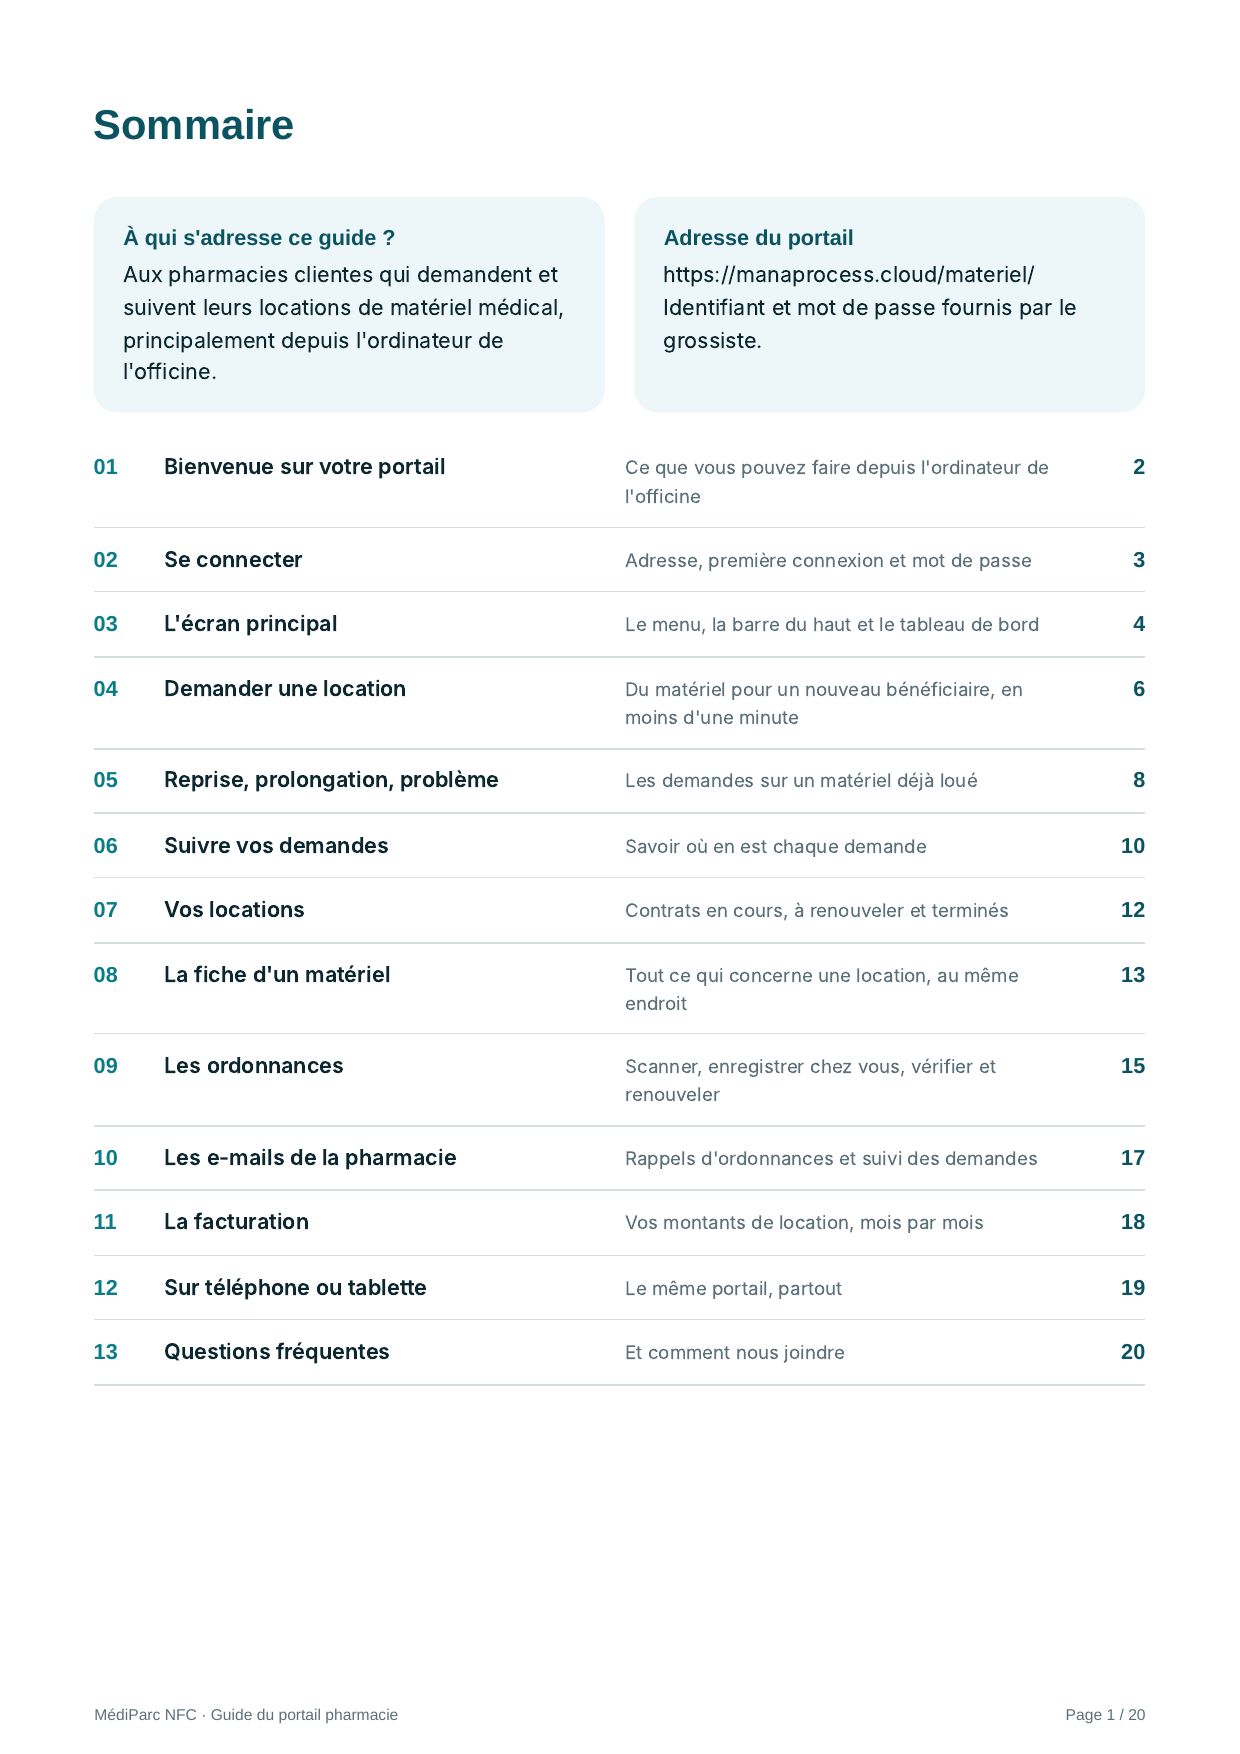 Sommaire
À qui s'adresse ce guide ?
Aux pharmacies clientes qui demandent et
suivent leurs locations de matériel médical,
principalement depuis l'ordinateur de
l'officine.
Adresse du portail
https://manaprocess.cloud/materiel/
Identifiant et mot de passe fournis par le
grossiste.
01 Bienvenue sur votre portail Ce que vous pouvez faire depuis l'ordinateur de 2
l'officine
02 Se connecter Adresse, première connexion et mot de passe 3
03 L'écran principal Le menu, la barre du haut et le tableau de bord 4
04 Demander une location Du matériel pour un nouveau bénéficiaire, en 6
moins d'une minute
05 Reprise, prolongation, problème Les demandes sur un matériel déjà loué 8
06 Suivre vos demandes Savoir où en est chaque demande 10
07 Vos locations Contrats en cours, à renouveler et terminés 12
08 La fiche d'un matériel Tout ce qui concerne une location, au même 13
endroit
09 Les ordonnances Scanner, enregistrer chez vous, vérifier et 15
renouveler
10 Les e-mails de la pharmacie Rappels d'ordonnances et suivi des demandes 17
11 La facturation Vos montants de location, mois par mois 18
12 Sur téléphone ou tablette Le même portail, partout 19
13 Questions fréquentes Et comment nous joindre 20
MédiParc NFC · Guide du portail pharmacie Page 1 / 20